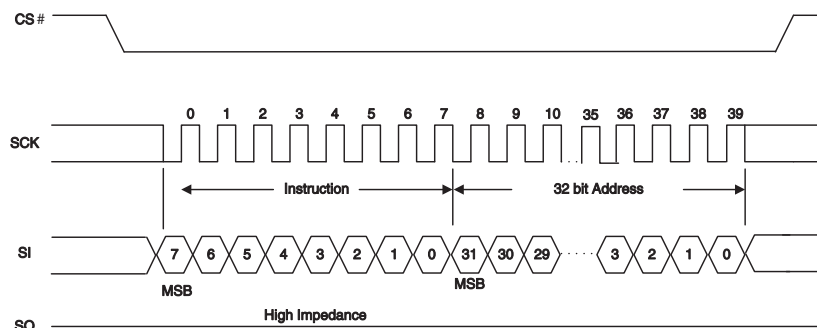 CS #
0 1 2 3 4 5 6 7 8 9 10 35 36 37 38 39
SCK
Instruction 32 bit Address
SI 7 6 5 4 3 2 1 0 31 30 29 3 2 1 0
MSB MSB
High Impedance
SO